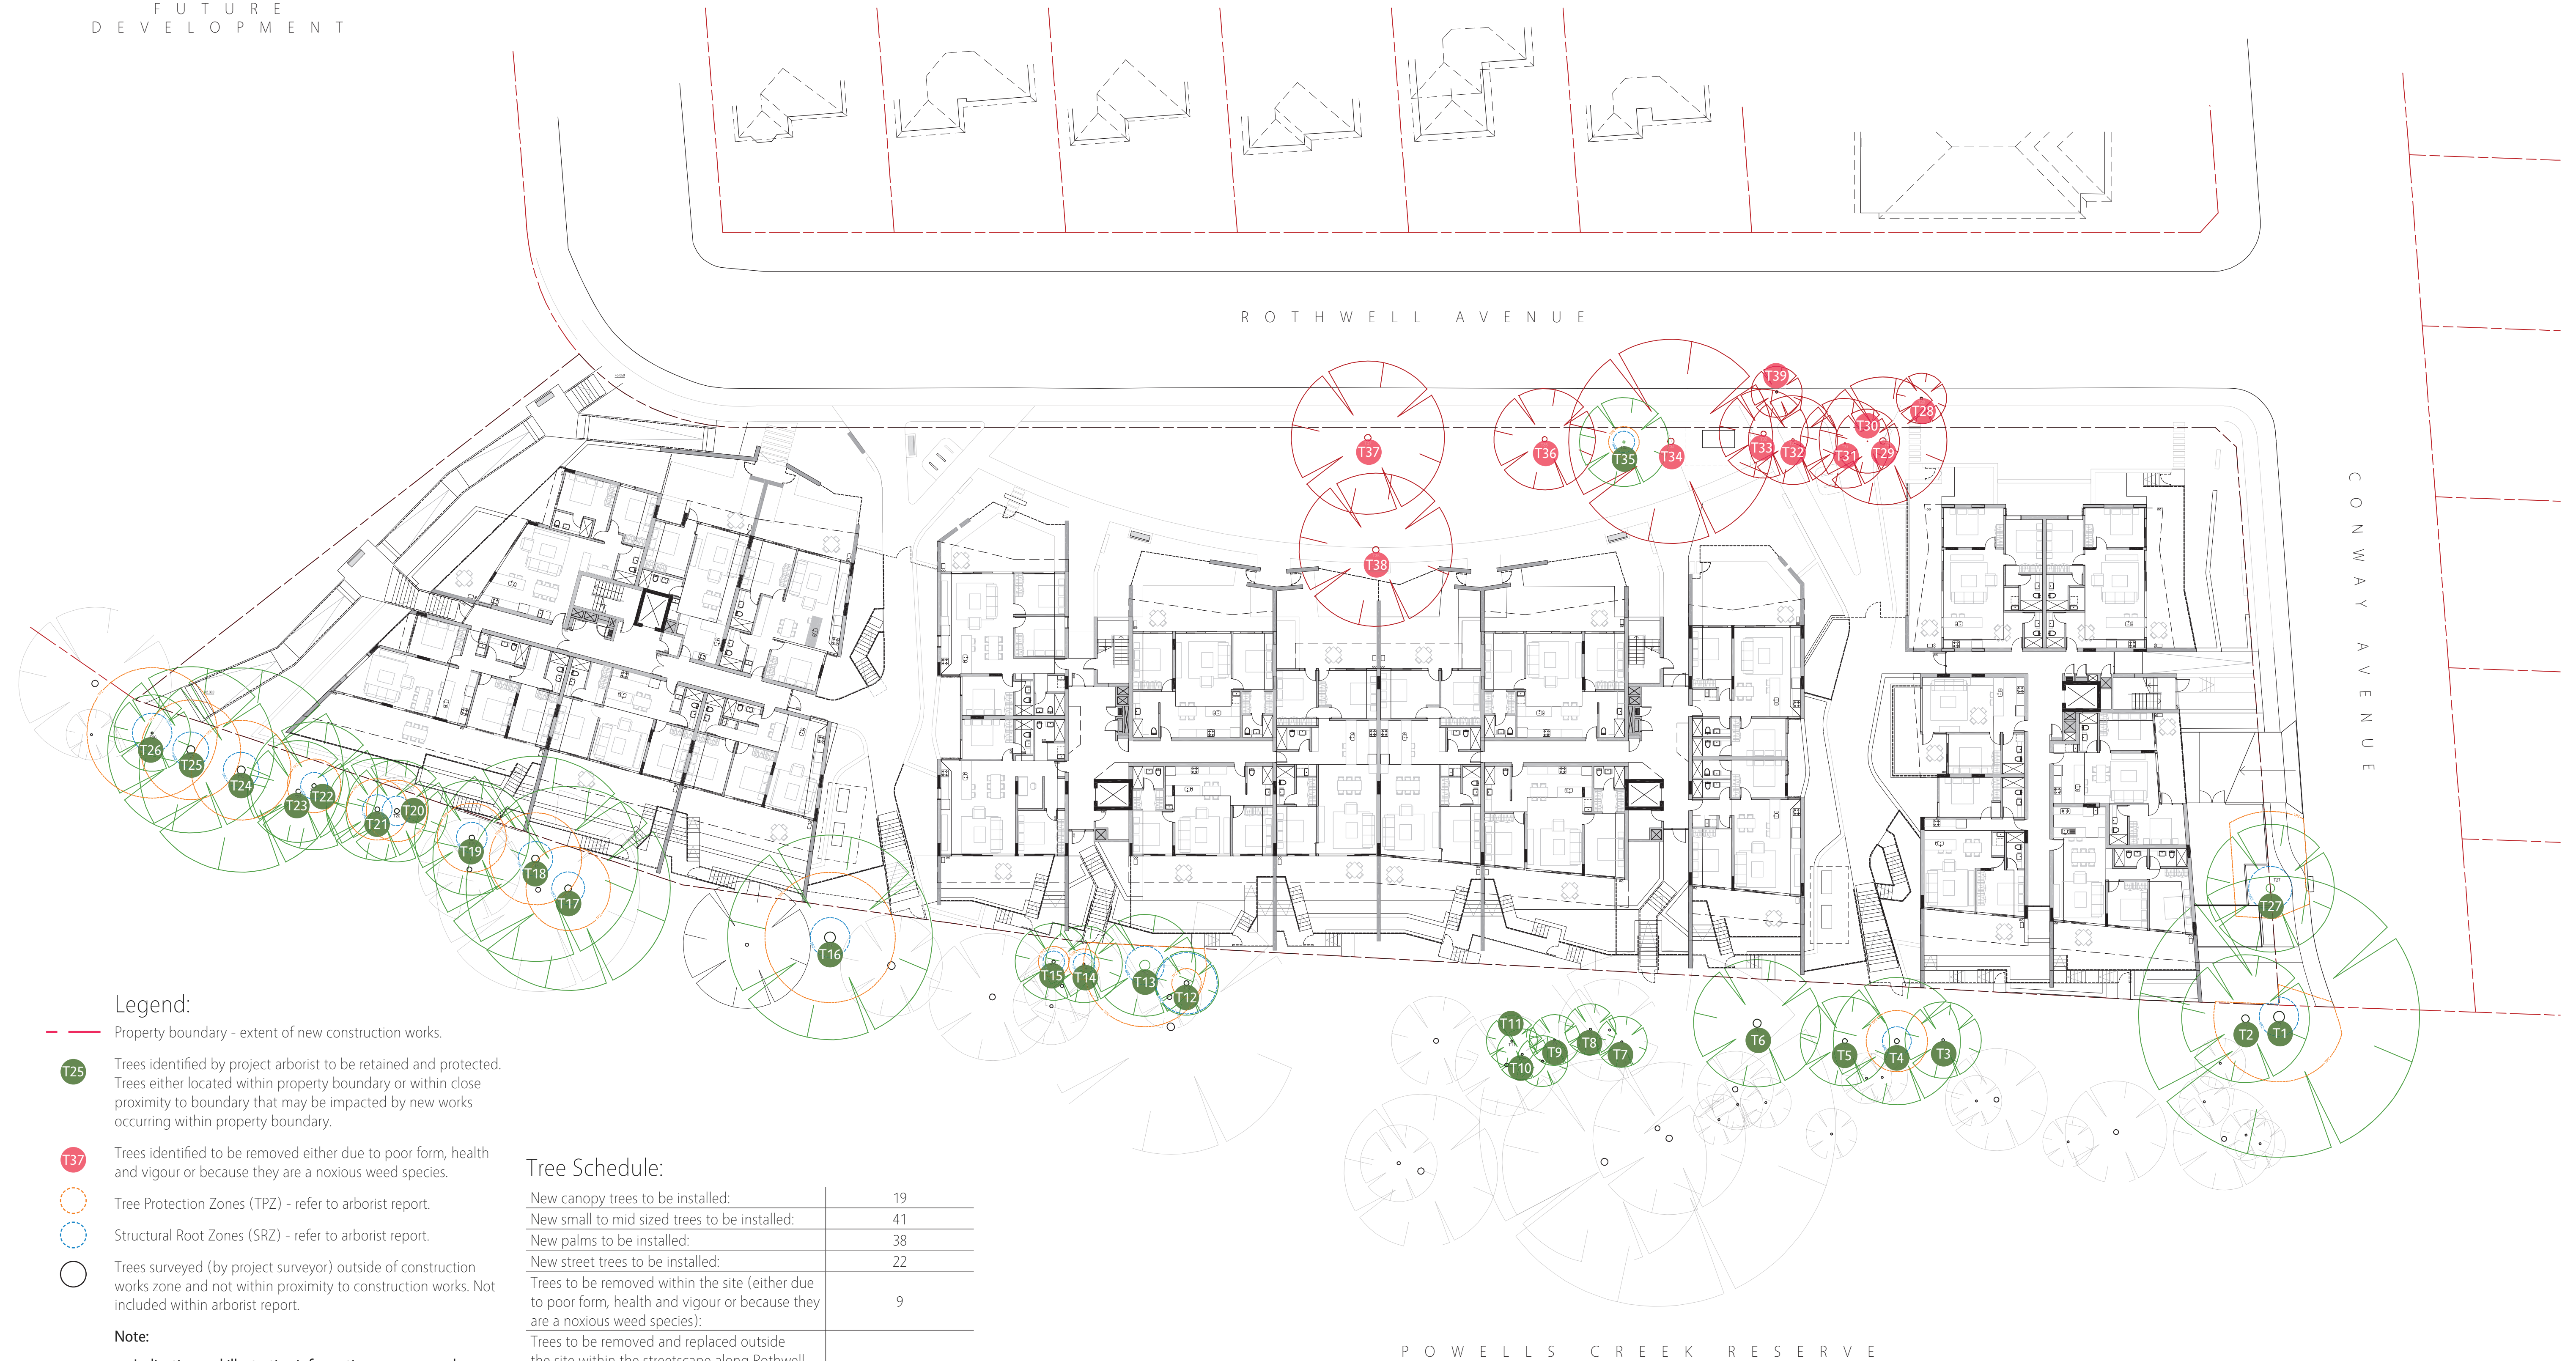 FUTURE
DEVELOPMENT
ROTHWELL AVENUE
CONWAY AVENUE
T39
T28
T30
T37
T36
T35
T34
T33
T32
T31
T29
T38
T26
T25
T24
T23
T22
T21
T20
T19
T18
T17
T16
T15
T14
T13
T12
T11
T10
T9
T8
T7
T6
T5
T4
T3
T27
T2
T1
Legend:
Property boundary - extent of new construction works.
T25
Trees identified by project arborist to be retained and protected.
Trees either located within property boundary or within close
proximity to boundary that may be impacted by new works
occurring within property boundary.
T37
Trees identified to be removed either due to poor form, health
and vigour or because they are a noxious weed species.
Tree Protection Zones (TPZ) - refer to arborist report.
Structural Root Zones (SRZ) - refer to arborist report.
Trees surveyed (by project surveyor) outside of construction
works zone and not within proximity to construction works. Not
included within arborist report.
Note:
Tree Schedule:
New canopy trees to be installed: 19
New small to mid sized trees to be installed: 41
New palms to be installed: 38
New street trees to be installed: 22
Trees to be removed within the site (either due
to poor form, health and vigour or because they 9
are a noxious weed species):
Trees to be removed and replaced outside
the site within the streetscape along Rothwell
POWELLS CREEK RESERVE